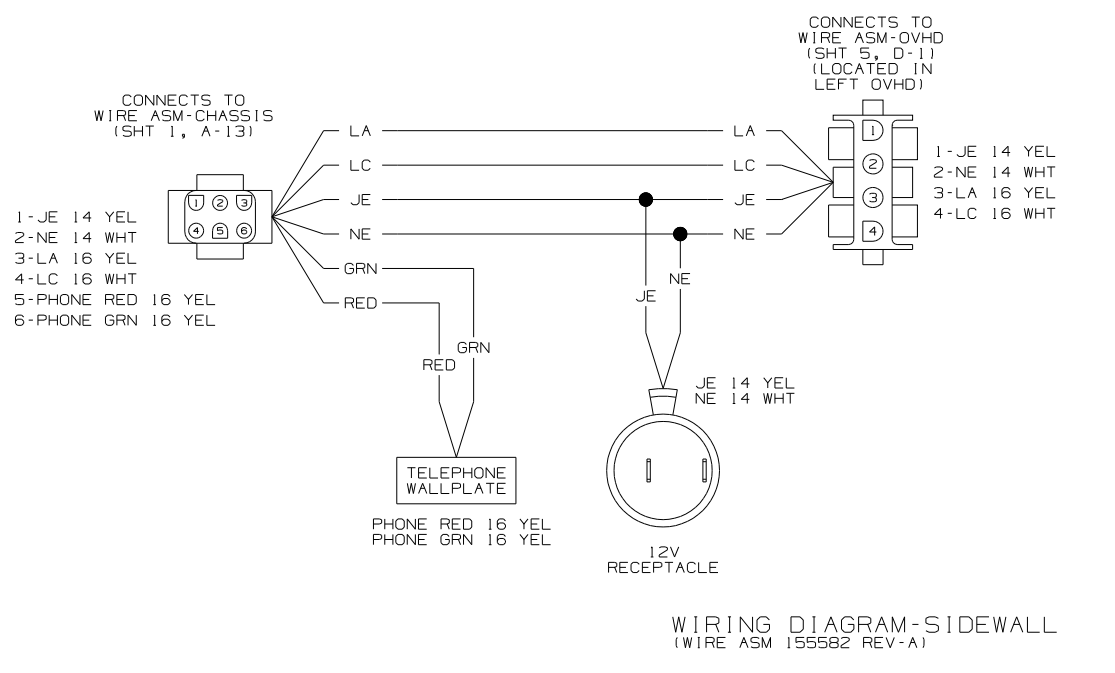 CONNECTS TO
WIRE ASM-OVHD
(SHT 5, D-1)
(LOCATED IN
LEFT OVHD)
CONNECTS TO
WIRE ASM-CHASSIS
(SHT 1, A-13)
LA
LA
LC
LC
JE
JE
NE
NE
GRN
RED
1
2
3
4
5
6
1-JE 14 YEL
2-NE 14 WHT
3-LA 16 YEL
4-LC 16 WHT
5-PHONE RED 16 YEL
6-PHONE GRN 16 YEL
1
2
3
4
1-JE 14 YEL
2-NE 14 WHT
3-LA 16 YEL
4-LC 16 WHT
NE
JE
GRN
RED
JE 14 YEL
NE 14 WHT
TELEPHONE
WALLPLATE
PHONE RED 16 YEL
PHONE GRN 16 YEL
12V
RECEPTACLE
WIRING DIAGRAM-SIDEWALL
(WIRE ASM 155582 REV-A)